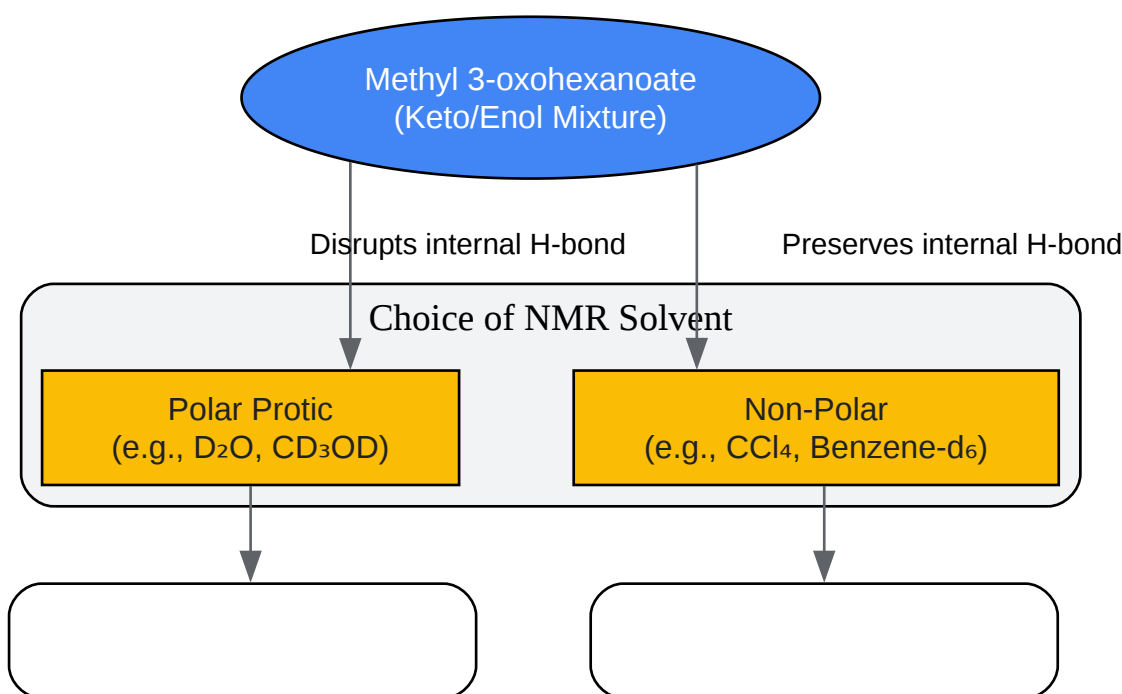 Methyl 3-oxohexanoate
(Keto/Enol Mixture)
Disrupts internal H-bond
Preserves internal H-bond
Choice of NMR Solvent
Polar Protic
(e.g., D₂O, CD₃OD)
Non-Polar
(e.g., CCl₄, Benzene-d₆)